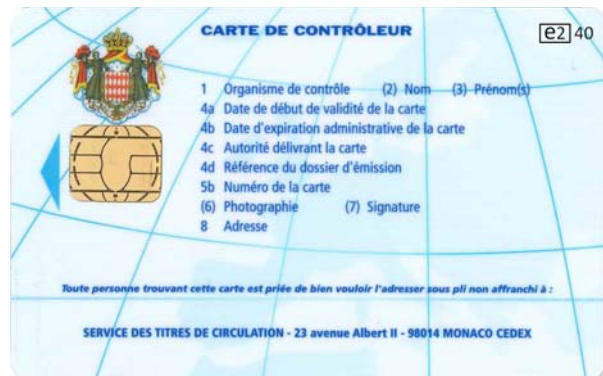 CARTE DE CONTRÔLEUR
e2 40
1 Organisme de contrôle (2) Nom (3) Prénom(s)
4a Date de début de validité de la carte
4b Date d'expiration administrative de la carte
4c Autorité délivrant la carte
4d Référence du dossier d'émission
5b Numéro de la carte
(6) Photographie (7) Signature
8 Adresse
Toute personne trouvant cette carte est priée de bien vouloir l'adresser sous pli non affranchi à :
SERVICE DES TITRES DE CIRCULATION - 23 avenue Albert II - 98014 MONACO CEDEX